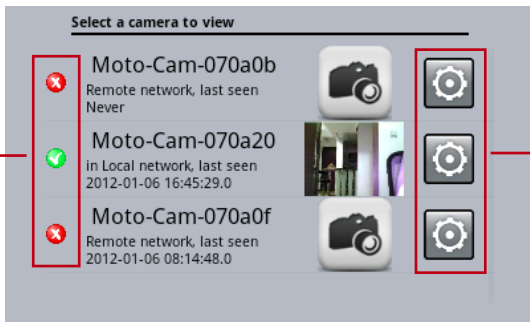 Select a camera to view
Moto-Cam-070a0b
Remote network, last seen
Never
Moto-Cam-070a20
in Local network, last seen
2012-01-06 16:45:29.0
Moto-Cam-070a0f
Remote network, last seen
2012-01-06 08:14:48.0